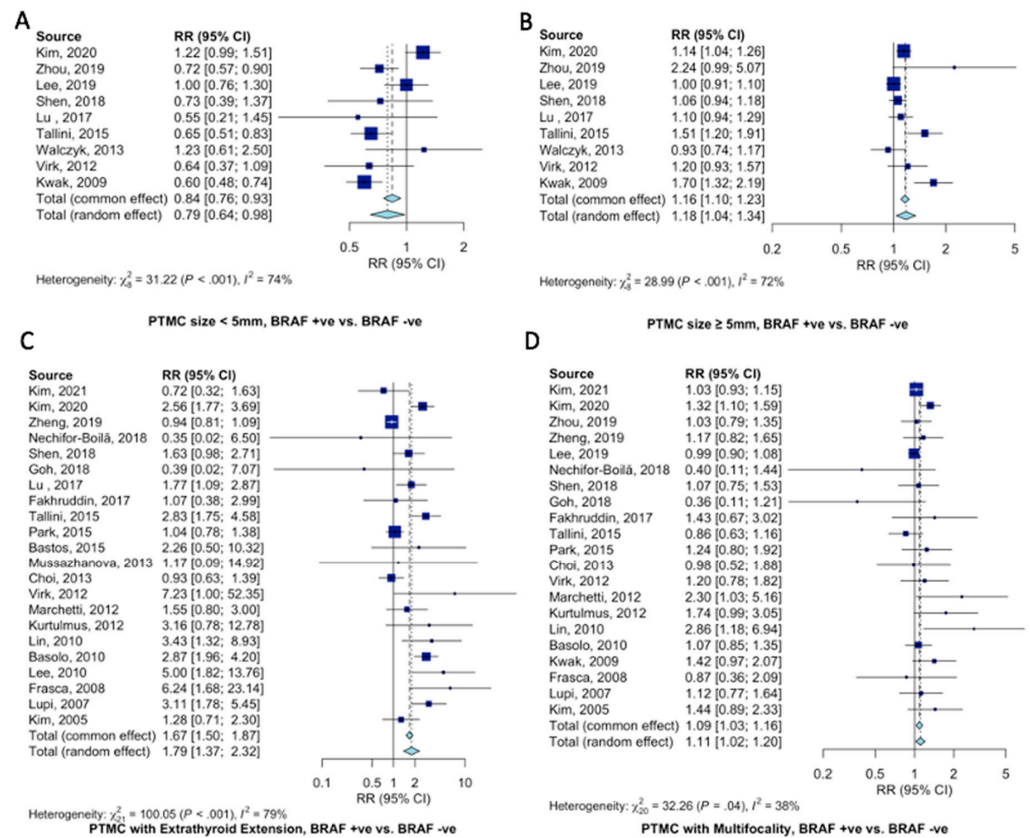 A
Source RR (95% CI)
Kim, 2020 1.22 [0.99; 1.51]
Zhou, 2019 0.72 [0.57; 0.90]
Lee, 2019 1.00 [0.76; 1.30]
Shen, 2018 0.73 [0.39; 1.37]
Lu , 2017 0.55 [0.21; 1.45]
Tallini, 2015 0.65 [0.51; 0.83]
Walczyk, 2013 1.23 [0.61; 2.50]
Virk, 2012 0.64 [0.37; 1.09]
Kwak, 2009 0.60 [0.48; 0.74]
Total (common effect) 0.84 [0.76; 0.93]
Total (random effect) 0.79 [0.64; 0.98]
0.5 1 2
RR (95% CI)
Heterogeneity: χ²₈ = 31.22 (P < .001), I² = 74%
PTMC size < 5mm, BRAF +ve vs. BRAF -ve
B
Source RR (95% CI)
Kim, 2020 1.14 [1.04; 1.26]
Zhou, 2019 2.24 [0.99; 5.07]
Lee, 2019 1.00 [0.91; 1.10]
Shen, 2018 1.06 [0.94; 1.18]
Lu , 2017 1.10 [0.94; 1.29]
Tallini, 2015 1.51 [1.20; 1.91]
Walczyk, 2013 0.93 [0.74; 1.17]
Virk, 2012 1.20 [0.93; 1.57]
Kwak, 2009 1.70 [1.32; 2.19]
Total (common effect) 1.16 [1.10; 1.23]
Total (random effect) 1.18 [1.04; 1.34]
0.2 0.5 1 2 5
RR (95% CI)
Heterogeneity: χ²₈ = 28.99 (P < .001), I² = 72%
PTMC size ≥ 5mm, BRAF +ve vs. BRAF -ve
C
Source RR (95% CI)
Kim, 2021 0.72 [0.32; 1.63]
Kim, 2020 2.56 [1.77; 3.69]
Zheng, 2019 0.94 [0.81; 1.09]
Nechifor-Boilă, 2018 0.35 [0.02; 6.50]
Shen, 2018 1.63 [0.98; 2.71]
Goh, 2018 0.39 [0.02; 7.07]
Lu , 2017 1.77 [1.09; 2.87]
Fakhruddin, 2017 1.07 [0.38; 2.99]
Tallini, 2015 2.83 [1.75; 4.58]
Park, 2015 1.04 [0.78; 1.38]
Bastos, 2015 2.26 [0.50; 10.32]
Mussazhanova, 2013 1.17 [0.09; 14.92]
Choi, 2013 0.93 [0.63; 1.39]
Virk, 2012 7.23 [1.00; 52.35]
Marchetti, 2012 1.55 [0.80; 3.00]
Kurtulmus, 2012 3.16 [0.78; 12.78]
Lin, 2010 3.43 [1.32; 8.93]
Basolo, 2010 2.87 [1.96; 4.20]
Lee, 2010 5.00 [1.82; 13.76]
Frasca, 2008 6.24 [1.68; 23.14]
Lupi, 2007 3.11 [1.78; 5.45]
Kim, 2005 1.28 [0.71; 2.30]
Total (common effect) 1.67 [1.50; 1.87]
Total (random effect) 1.79 [1.37; 2.32]
0.1 0.5 1 2 10
RR (95% CI)
Heterogeneity: χ²₂₁ = 100.05 (P < .001), I² = 79%
PTMC with Extrathyroid Extension, BRAF +ve vs. BRAF -ve
D
Source RR (95% CI)
Kim, 2021 1.03 [0.93; 1.15]
Kim, 2020 1.32 [1.10; 1.59]
Zhou, 2019 1.03 [0.79; 1.35]
Zheng, 2019 1.17 [0.82; 1.65]
Lee, 2019 0.99 [0.90; 1.08]
Nechifor-Boilă, 2018 0.40 [0.11; 1.44]
Shen, 2018 1.07 [0.75; 1.53]
Goh, 2018 0.36 [0.11; 1.21]
Fakhruddin, 2017 1.43 [0.67; 3.02]
Tallini, 2015 0.86 [0.63; 1.16]
Park, 2015 1.24 [0.80; 1.92]
Choi, 2013 0.98 [0.52; 1.88]
Virk, 2012 1.20 [0.78; 1.82]
Marchetti, 2012 2.30 [1.03; 5.16]
Kurtulmus, 2012 1.74 [0.99; 3.05]
Lin, 2010 2.86 [1.18; 6.94]
Basolo, 2010 1.07 [0.85; 1.35]
Kwak, 2009 1.42 [0.97; 2.07]
Frasca, 2008 0.87 [0.36; 2.09]
Lupi, 2007 1.12 [0.77; 1.64]
Kim, 2005 1.44 [0.89; 2.33]
Total (common effect) 1.09 [1.03; 1.16]
Total (random effect) 1.11 [1.02; 1.20]
0.2 0.5 1 2 5
RR (95% CI)
Heterogeneity: χ²₂₀ = 32.26 (P = .04), I² = 38%
PTMC with Multifocality, BRAF +ve vs. BRAF -ve